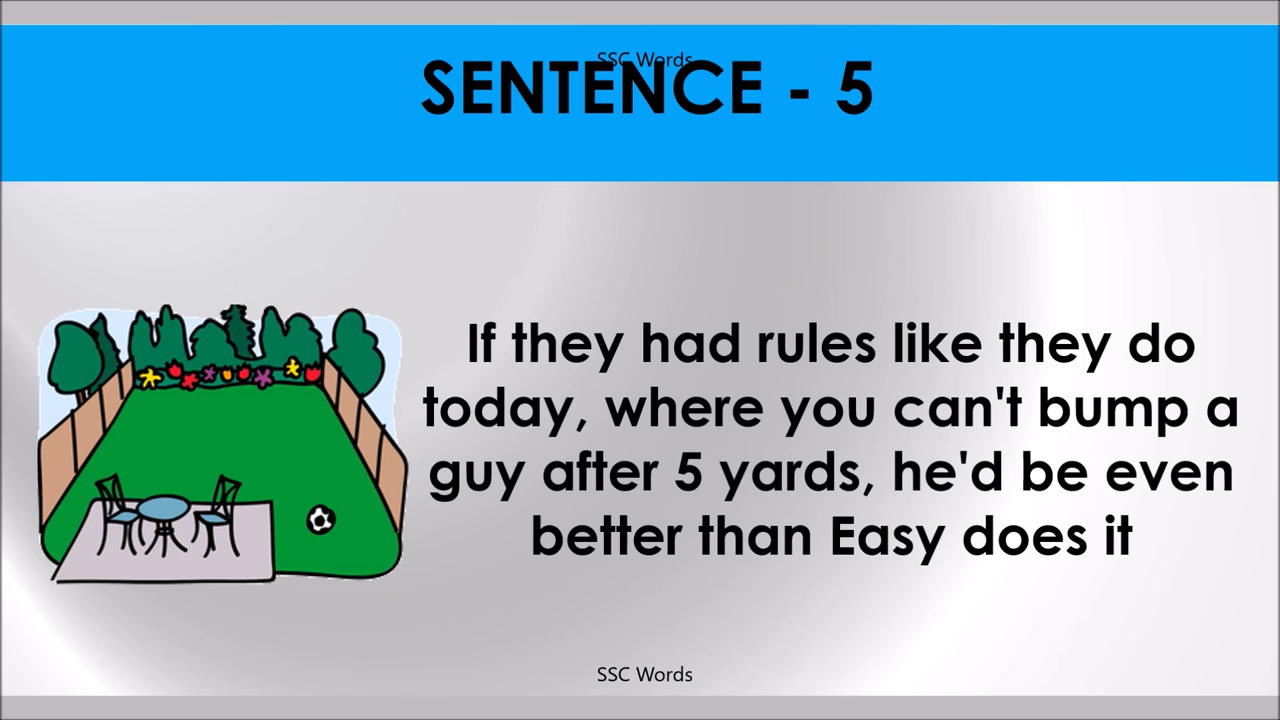 SSC Words
SENTENCE - 5
If they had rules like they do
today, where you can't bump a
guy after 5 yards, he'd be even
better than Easy does it
SSC Words